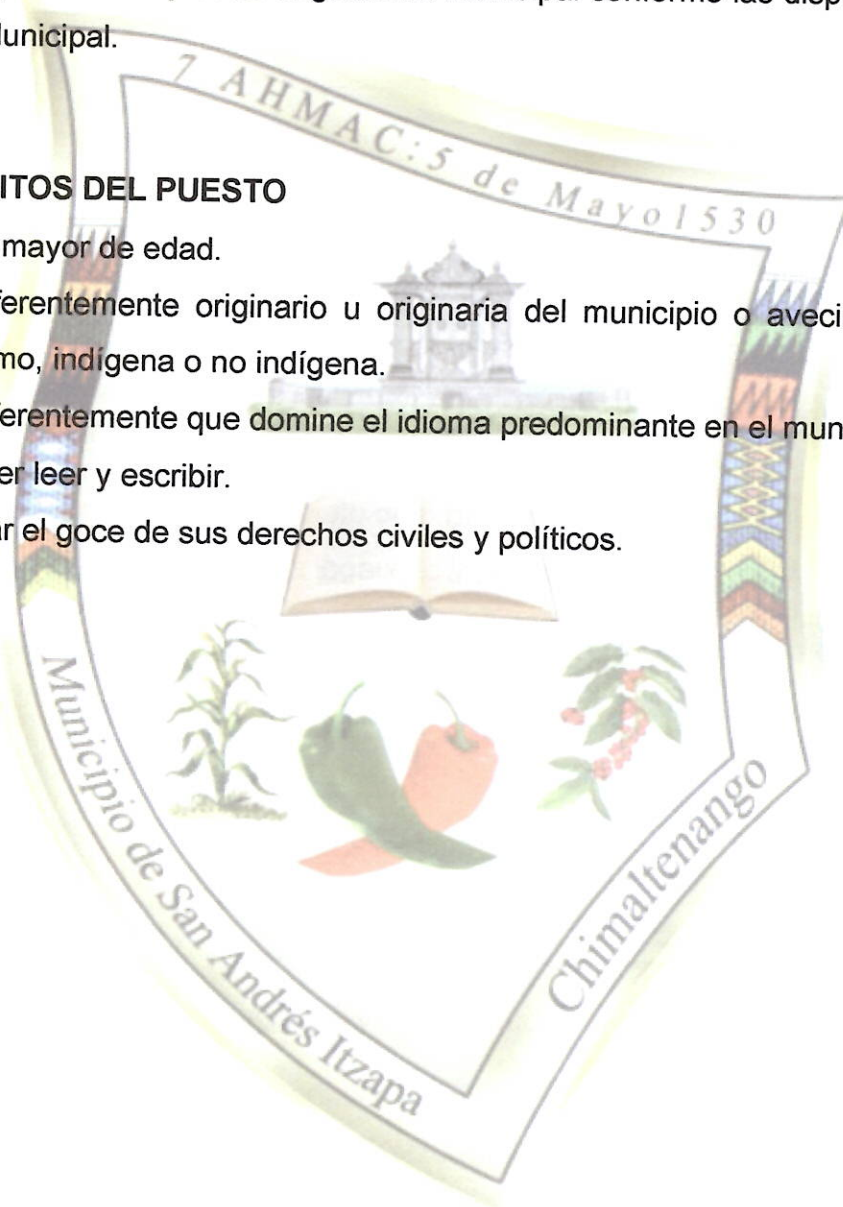 unicipal.
7 AHMAC:5 de Mayo1530
ITOS DEL PUESTO
mayor de edad.
ferentemente originario u originaria del municipio o aveci
mo, indígena o no indígena.
ferentemente que domine el idioma predominante en el mun
er leer y escribir.
ar el goce de sus derechos civiles y políticos.
Municipio de San Andrés Itzapa
Chimaltenango